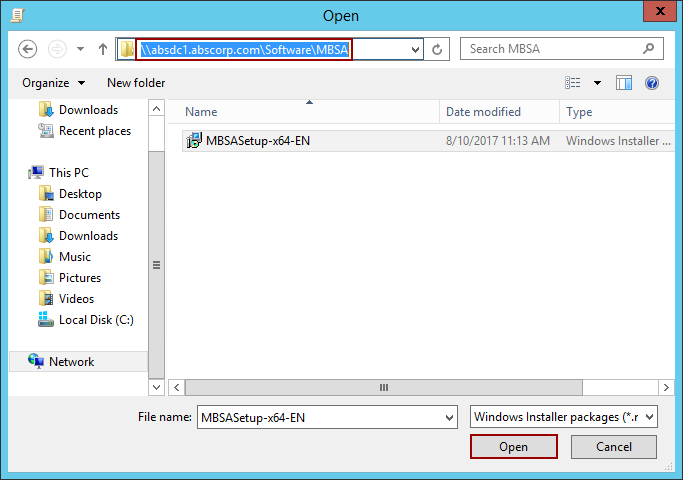 Open
x
\\absdc1.abscorp.com\Software\MBSA
Search MBSA
Organize
New folder
?
Name
Date modified
Type
Downloads
Recent places
This PC
Desktop
Documents
Downloads
Music
Pictures
Videos
Local Disk (C:)
Network
MBSASetup-x64-EN
8/10/2017 11:13 AM
Windows Installer ...
File name:
MBSASetup-x64-EN
Windows Installer packages (*.r
Open
Cancel